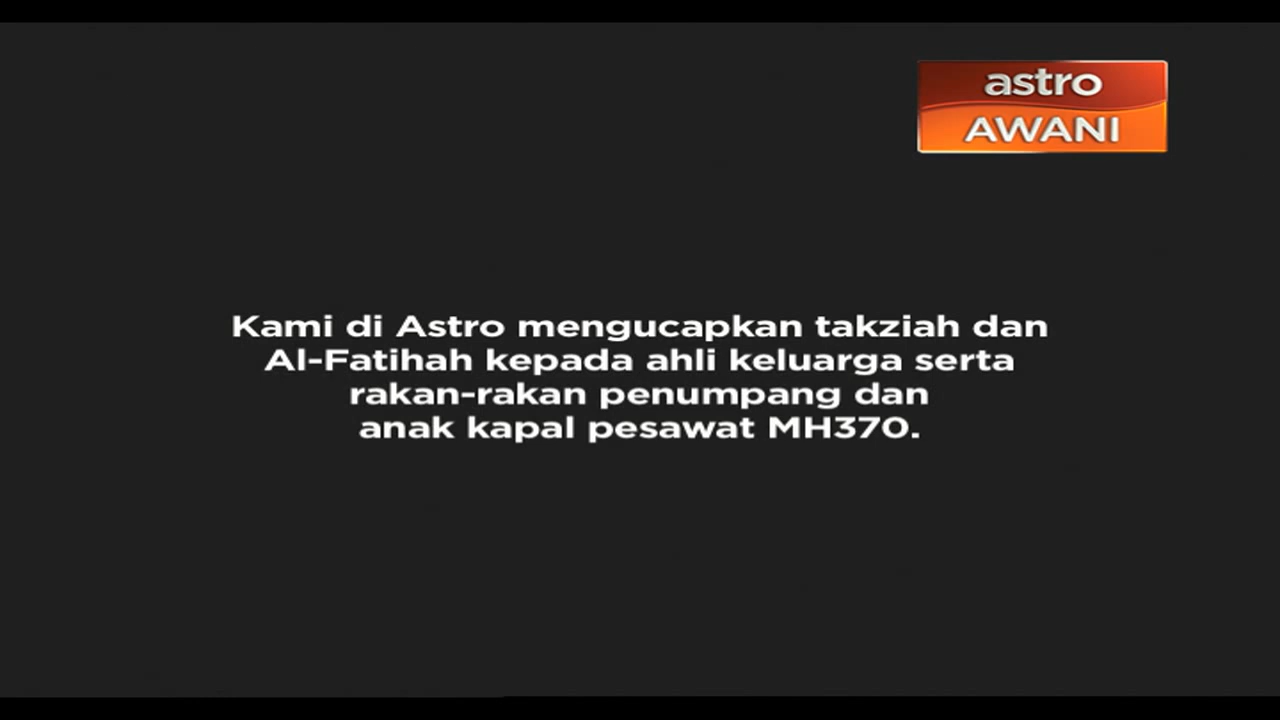 astro
AWANI
Kami di Astro mengucapkan takziah dan
Al-Fatihah kepada ahli keluarga serta
rakan-rakan penumpang dan
anak kapal pesawat MH370.